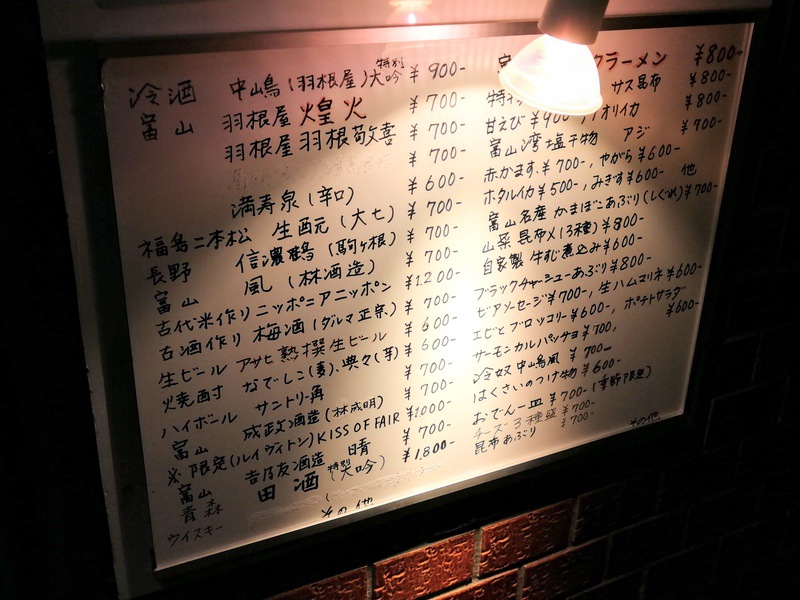 冷酒 中島(羽根屋)特別大吟 ¥900-
富山 羽根屋 煌火 ¥700-
羽根屋 羽根敬喜 ¥700-
¥700-
満寿泉(辛口) ¥600-
福島二本松 生酛元(大七) ¥700-
長野 信濃鶴(駒ヶ根) ¥700-
富山 風(林酒造) ¥700-
古代米作りニッポニアニッポン ¥1200-
古酒作り 梅酒(ダルマ正宗) ¥700-
生ビール アサヒ熟撰生ビール ¥600-
焼酎 なでしこ(麦)、典々(芋) ¥600-
ハイボール サントリー角 ¥700-
富山 成政酒造(林成明) ¥700-
※限定(ルイヴィトン)KISS OF FAIR ¥1000-
富山 吉乃友酒造 晴 ¥700-
青森 田酒 特別(大吟) ¥1,800-
ウイスキー その他
ラーメン ¥800-
サス昆布 ¥800-
甘えび¥900 オリイカ ¥800-
富山湾塩干物 アジ ¥700-
赤かます.¥700-, やがら¥600-
ホタルイカ¥500-, みぎす¥600- 他
富山名産 かまぼこあぶり(しぐれ)¥700-
山菜昆布〆(3種)¥800-
自家製 牛すじ煮込み¥600-
ブラックチャーシューあぶり¥800-
ビアソーセージ¥700-, 生ハムマリネ¥600-
エビとブロッコリー¥600-, ポテトサラダ ¥600-
サーモンカルパッチョ¥700,
冷奴 中島風 ¥700-
はくさいのつけ物¥600-
おでん一皿¥700-(季節限定)
チーズ3種盛 ¥700-
昆布あぶり ¥700-
その他